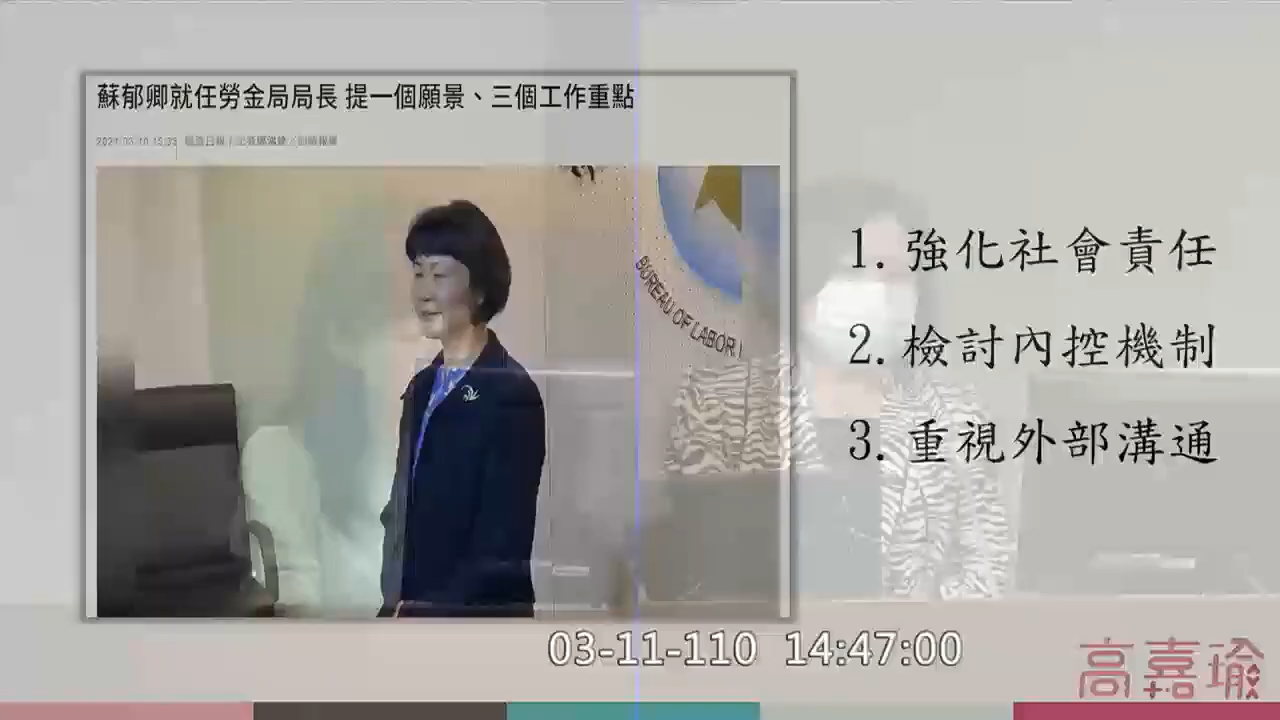 蘇郁卿就任勞金局局長 提一個願景、三個工作重點
BUREAU OF LABOR
1. 強化社會責任
2. 檢討內控機制
3. 重視外部溝通
03-11-110 14:47:00
高嘉瑜